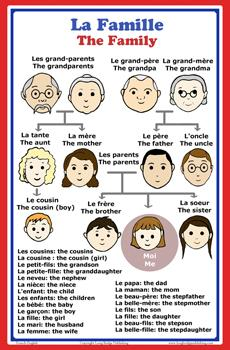 La Famille
The Family
Les grand-parents
The grandparents
Le grand-père La grand-mère
The grandpa The grandma
La tante
The aunt
La mère
The mother
Le père
The father
L'oncle
The uncle
Les parents
The parents
Le cousin
The cousin (boy)
Le frère
The brother
Moi
Me
La soeur
The sister
Les cousins: the cousins
La cousine : the cousin (girl)
Le petit-fils: the grandson
La petite-fille: the granddaughter
Le neveu: the nephew
La nièce: the niece
L'enfant: the child
Les enfants: the children
Le bébé: the baby
Le garçon: the boy
La fille: the girl
Le mari: the husband
La femme: the wife
Le papa: the dad
La maman: the mom
Le beau-père: the stepfather
La belle-mère: the stepmother
Le fils: the son
La fille: the daughter
Le beau-fils: the stepson
La belle-fille: the stepdaughter